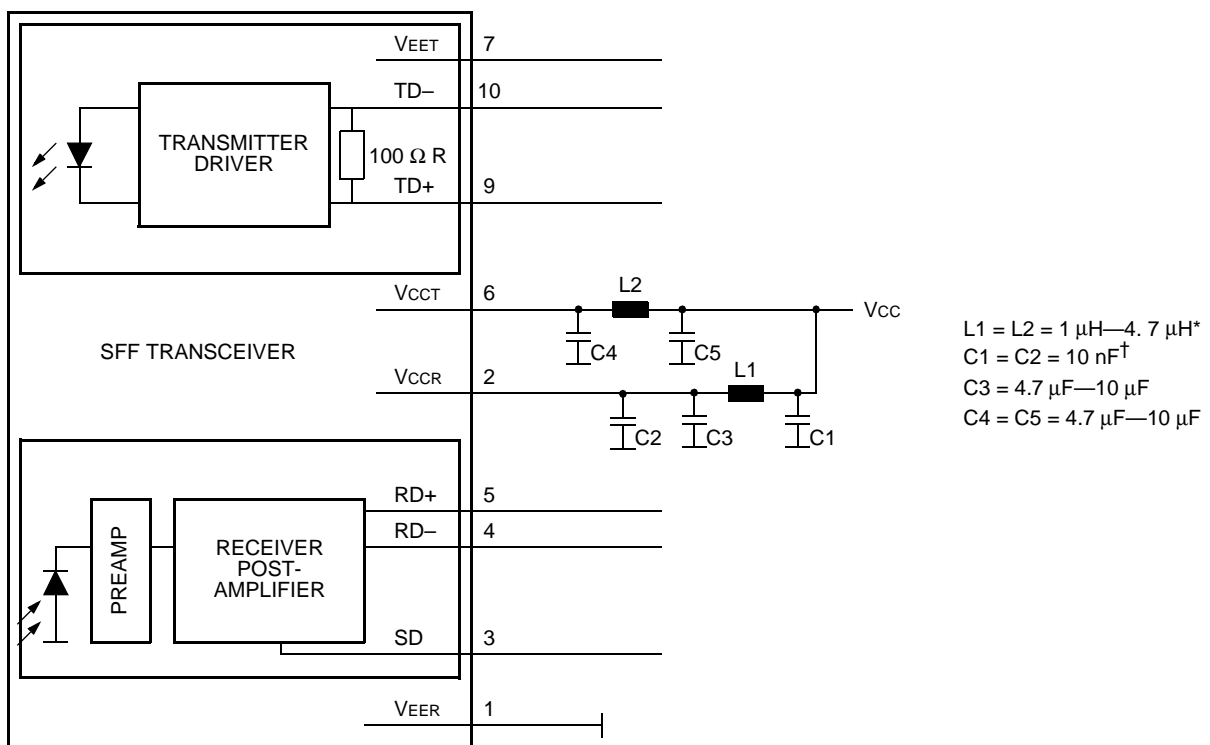 VEET 7
TD– 10
TRANSMITTER
DRIVER
100 Ω R
TD+ 9
VCCT 6
L2
VCC
C4
C5
SFF TRANSCEIVER
VCCR 2
L1
C2
C3
C1
L1 = L2 = 1 µH—4. 7 µH*
C1 = C2 = 10 nF†
C3 = 4.7 µF—10 µF
C4 = C5 = 4.7 µF—10 µF
RD+ 5
RD– 4
PREAMP
RECEIVER
POST-
AMPLIFIER
SD 3
VEER 1